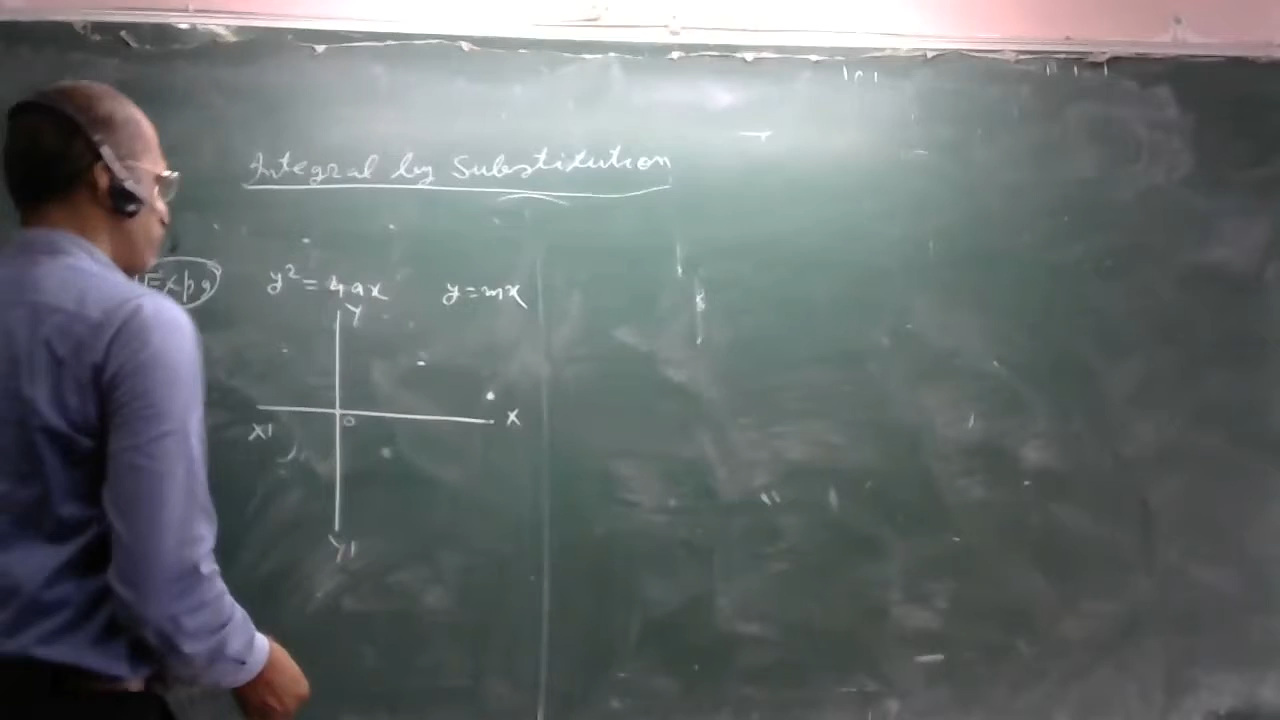 Integral by Substitution
y² = 4ax y=mx
Y
X' O X
Y'